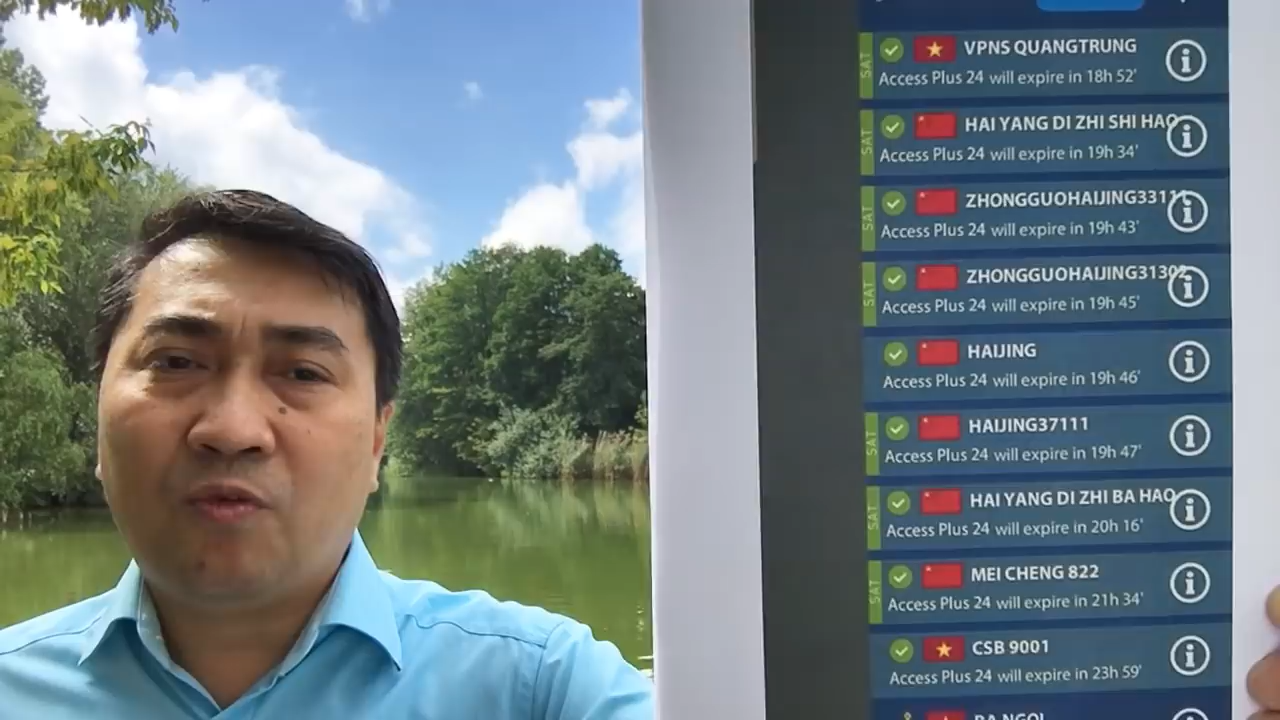 VPNS QUANGTRUNG
SAT
Access Plus 24 will expire in 18h 52'
HAI YANG DI ZHI SHI HAO
SAT
Access Plus 24 will expire in 19h 34'
ZHONGGUOHAIJING33111
SAT
Access Plus 24 will expire in 19h 43'
ZHONGGUOHAIJING31302
SAT
Access Plus 24 will expire in 19h 45'
HAIJING
Access Plus 24 will expire in 19h 46'
HAIJING37111
SAT
Access Plus 24 will expire in 19h 47'
HAI YANG DI ZHI BA HAO
SAT
Access Plus 24 will expire in 20h 16'
MEI CHENG 822
SAT
Access Plus 24 will expire in 21h 34'
CSB 9001
Access Plus 24 will expire in 23h 59'
BA NGOI